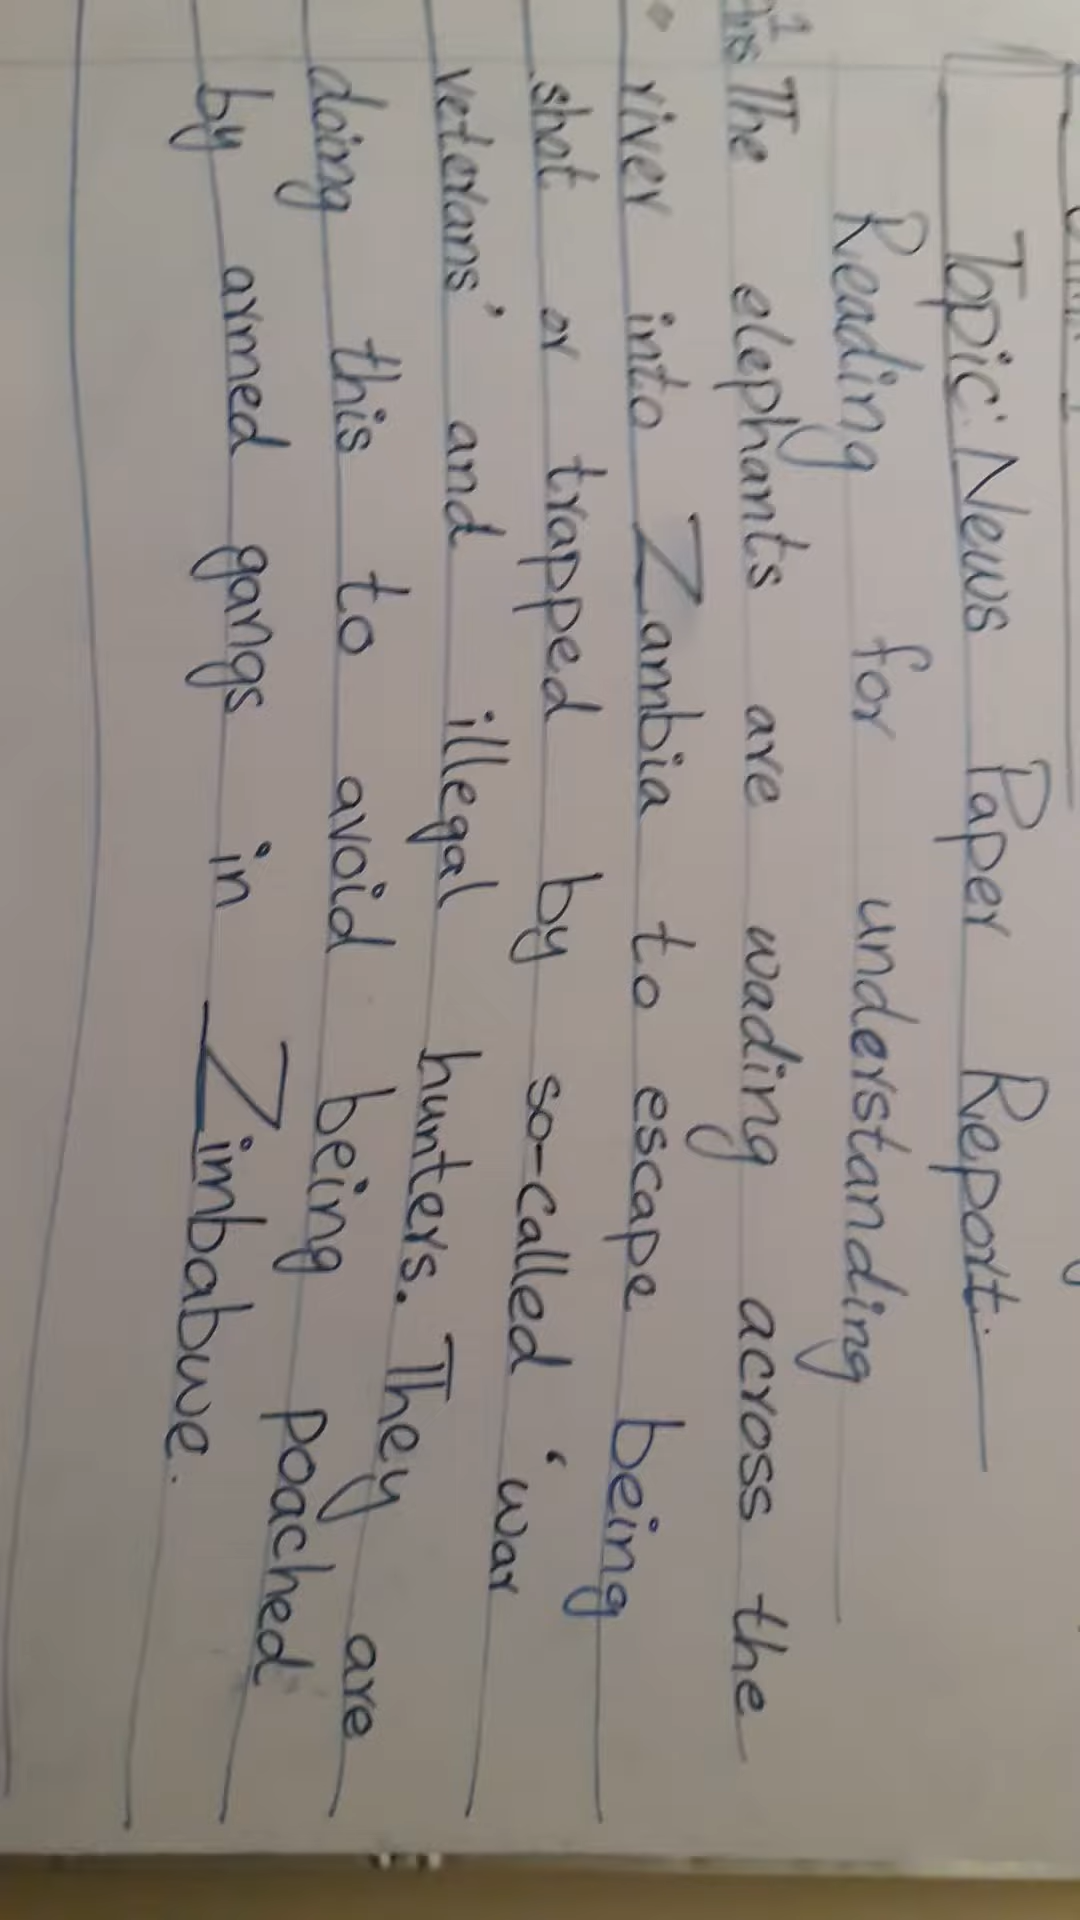 Topic: News Paper Report.
Reading for understanding
The elephants are wading across the
river into Zambia to escape being
shot or trapped by so-called 'war
veterans' and illegal hunters. They are
doing this to avoid being poached
by armed gangs in Zimbabwe.